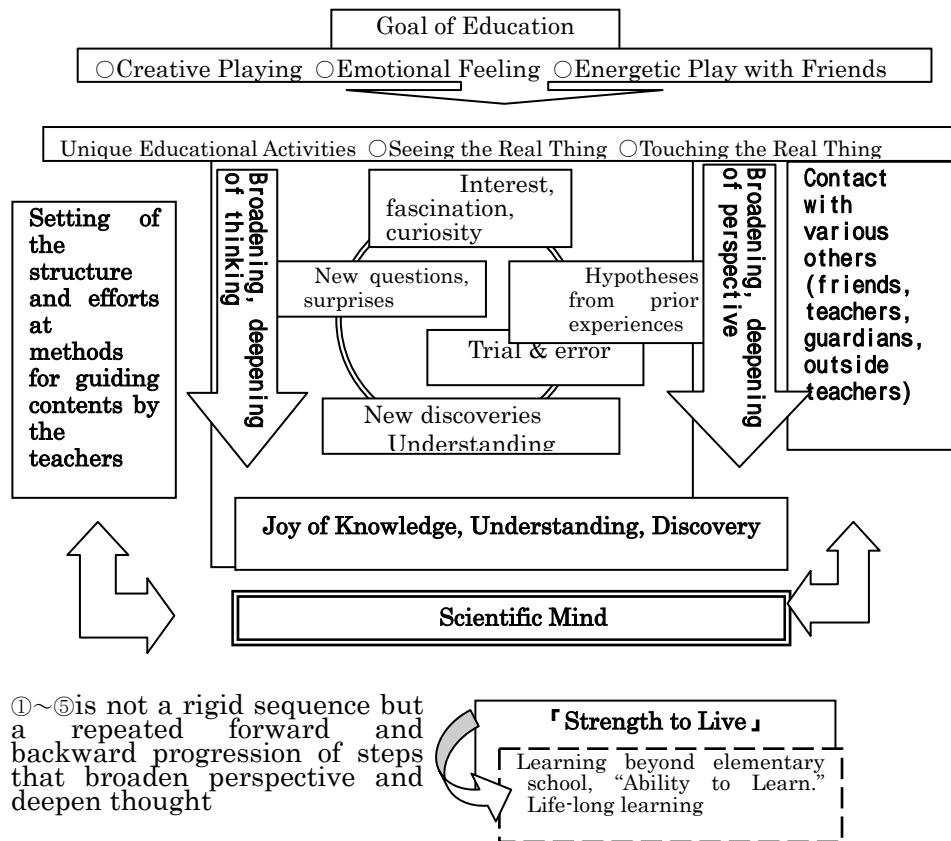 Goal of Education
○Creative Playing ○Emotional Feeling ○Energetic Play with Friends
Unique Educational Activities ○Seeing the Real Thing ○Touching the Real Thing
Setting of
the
structure
and efforts
at
methods
for guiding
contents by
the
teachers
Broadening, deepening
of thinking
Interest,
fascination,
curiosity
New questions,
surprises
Hypotheses
from prior
experiences
Trial & error
New discoveries
Understanding
Broadening, deepening
of perspective
Contact
with
various
others
(friends,
teachers,
guardians,
outside
teachers)
Joy of Knowledge, Understanding, Discovery
Scientific Mind
①~⑤is not a rigid sequence but
a repeated forward and
backward progression of steps
that broaden perspective and
deepen thought
「Strength to Live」
Learning beyond elementary
school, “Ability to Learn.”
Life-long learning